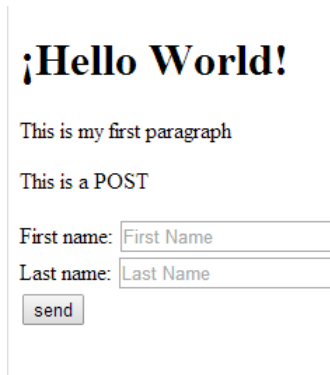 ¡Hello World!
This is my first paragraph
This is a POST
First name: First Name
Last name: Last Name
send